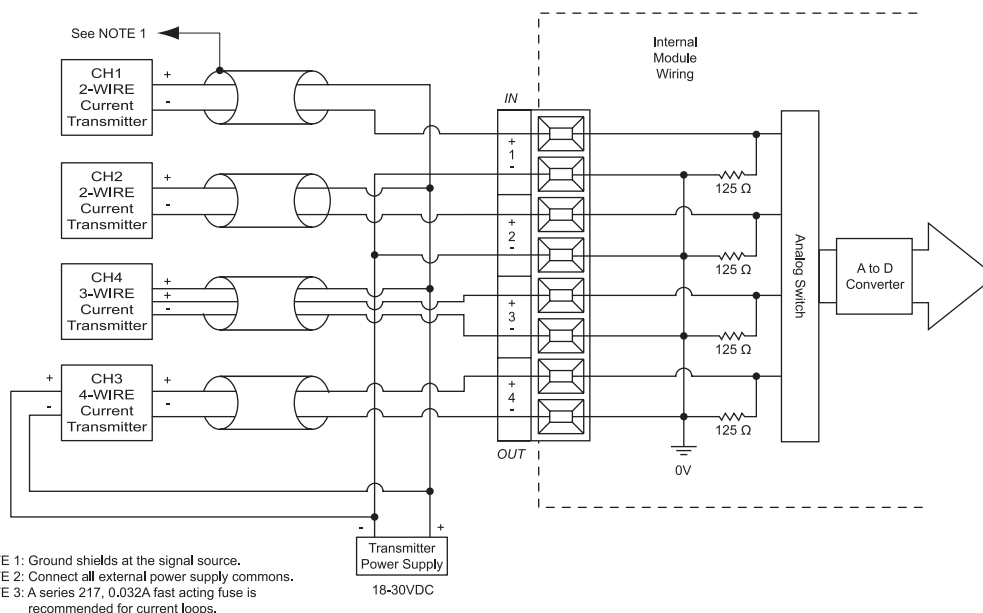 See NOTE 1
CH1
2-WIRE
Current
Transmitter
+
-
CH2
2-WIRE
Current
Transmitter
+
-
CH4
3-WIRE
Current
Transmitter
+
+
-
CH3
4-WIRE
Current
Transmitter
+
-
+
-
IN
+
1
-
+
2
-
+
3
-
+
4
-
OUT
Internal
Module
Wiring
125 Ω
125 Ω
125 Ω
125 Ω
0V
Analog Switch
A to D
Converter
-
+
Transmitter
Power Supply
18-30VDC
TE 1: Ground shields at the signal source.
TE 2: Connect all external power supply commons.
TE 3: A series 217, 0.032A fast acting fuse is
recommended for current loops.